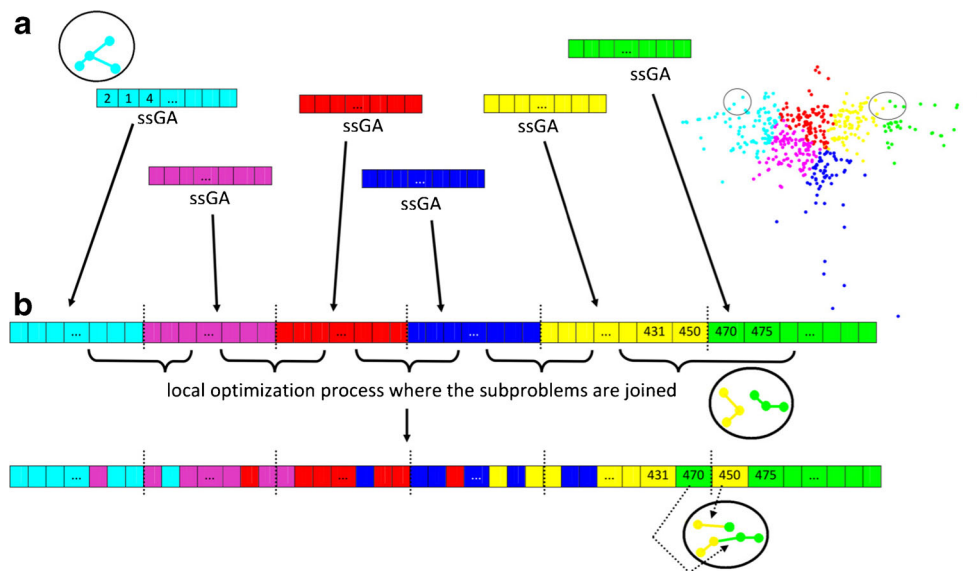 a
...
ssGA
2 1 4 ...
ssGA
...
ssGA
...
ssGA
...
ssGA
...
ssGA
b
... ... ... ... ... 431 450 470 475 ...
local optimization process where the subproblems are joined
... ... ... ... ... 431 470 450 475 ...